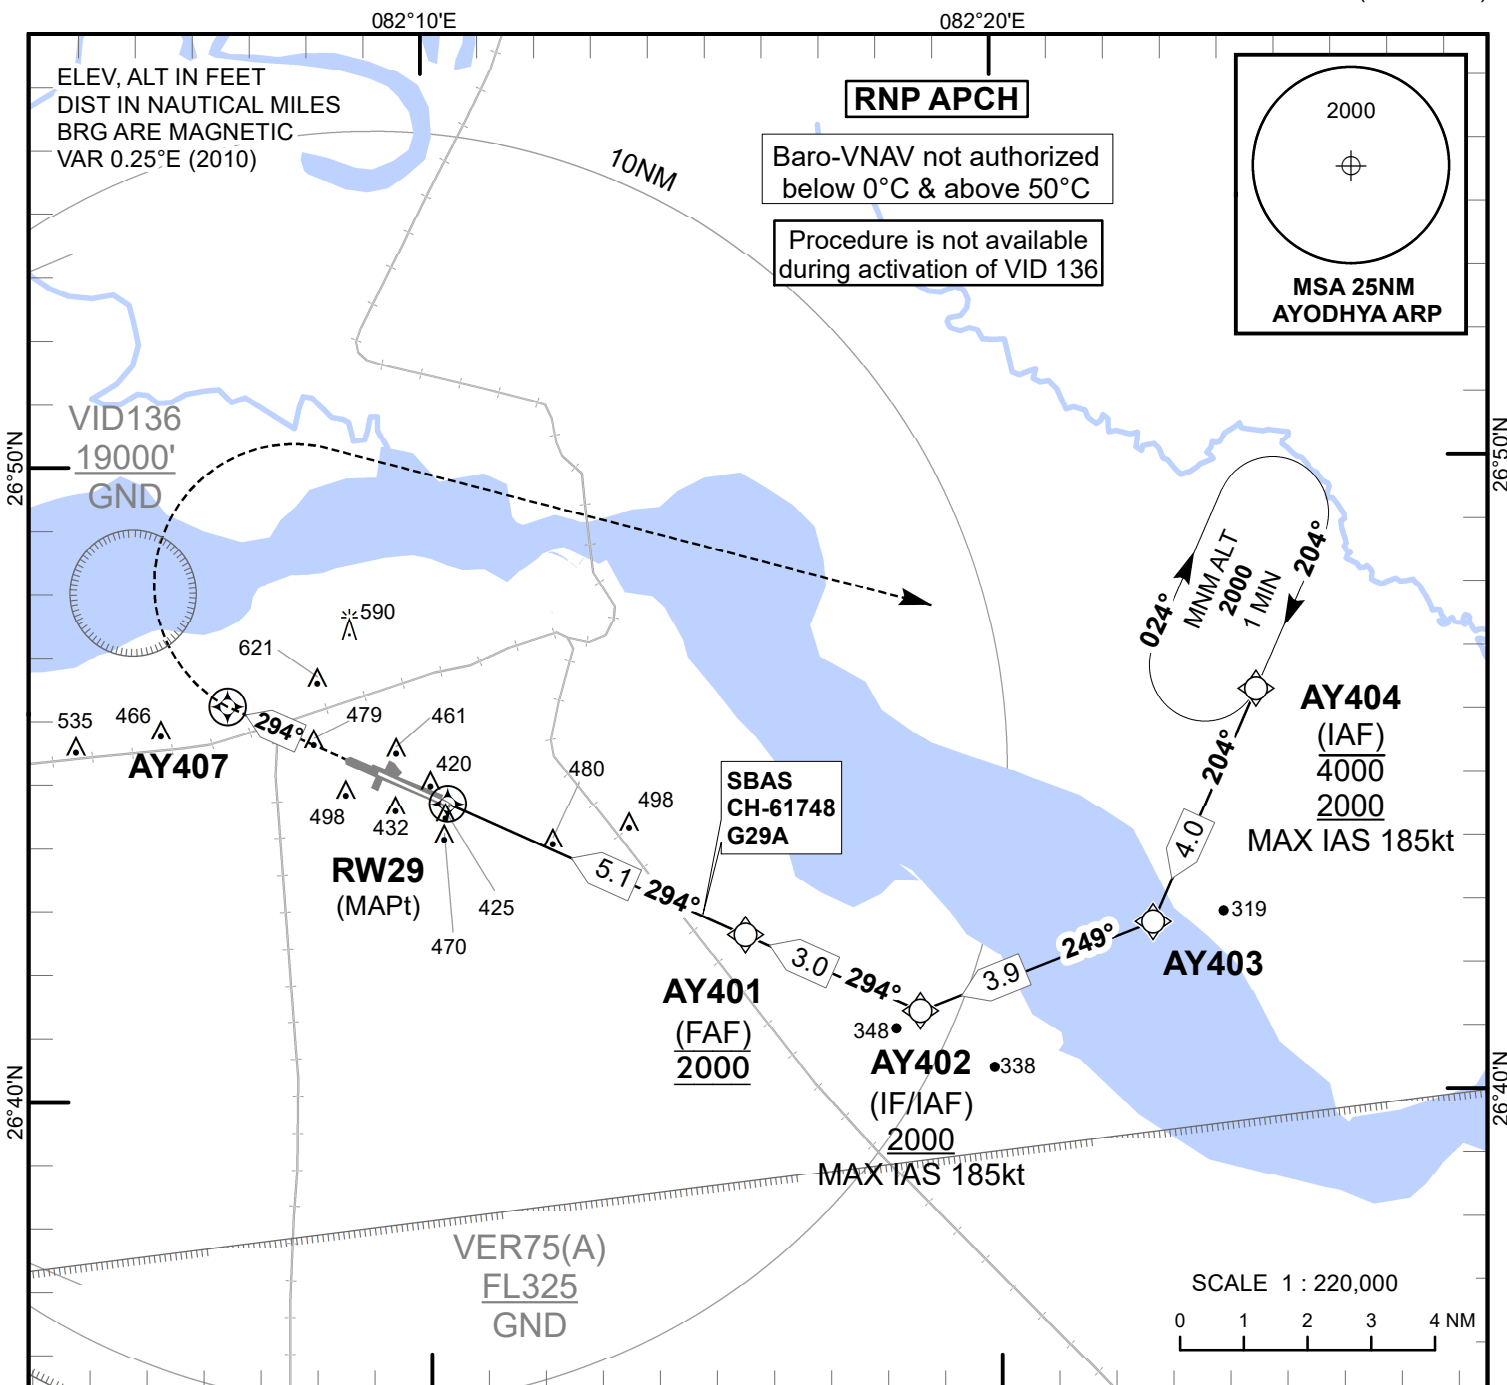 082°10'E
082°20'E
ELEV, ALT IN FEET
DIST IN NAUTICAL MILES
BRG ARE MAGNETIC
VAR 0.25°E (2010)
RNP APCH
Baro-VNAV not authorized
below 0°C & above 50°C
Procedure is not available
during activation of VID 136
10NM
2000
MSA 25NM
AYODHYA ARP
VID136
19000'
GND
26°50'N
26°50'N
024°
MNM ALT
2000
1 MIN
204°
590
621
535
466
479
461
AY407
294°
420
480
498
498
432
RW29
(MAPt)
425
470
SBAS
CH-61748
G29A
5.1
294°
AY404
(IAF)
4000
2000
MAX IAS 185kt
204°
4.0
319
AY403
249°
3.9
3.0
294°
AY401
(FAF)
2000
348
AY402
338
(IF/IAF)
2000
MAX IAS 185kt
26°40'N
26°40'N
VER75(A)
FL325
GND
SCALE 1 : 220,000
0 1 2 3 4 NM